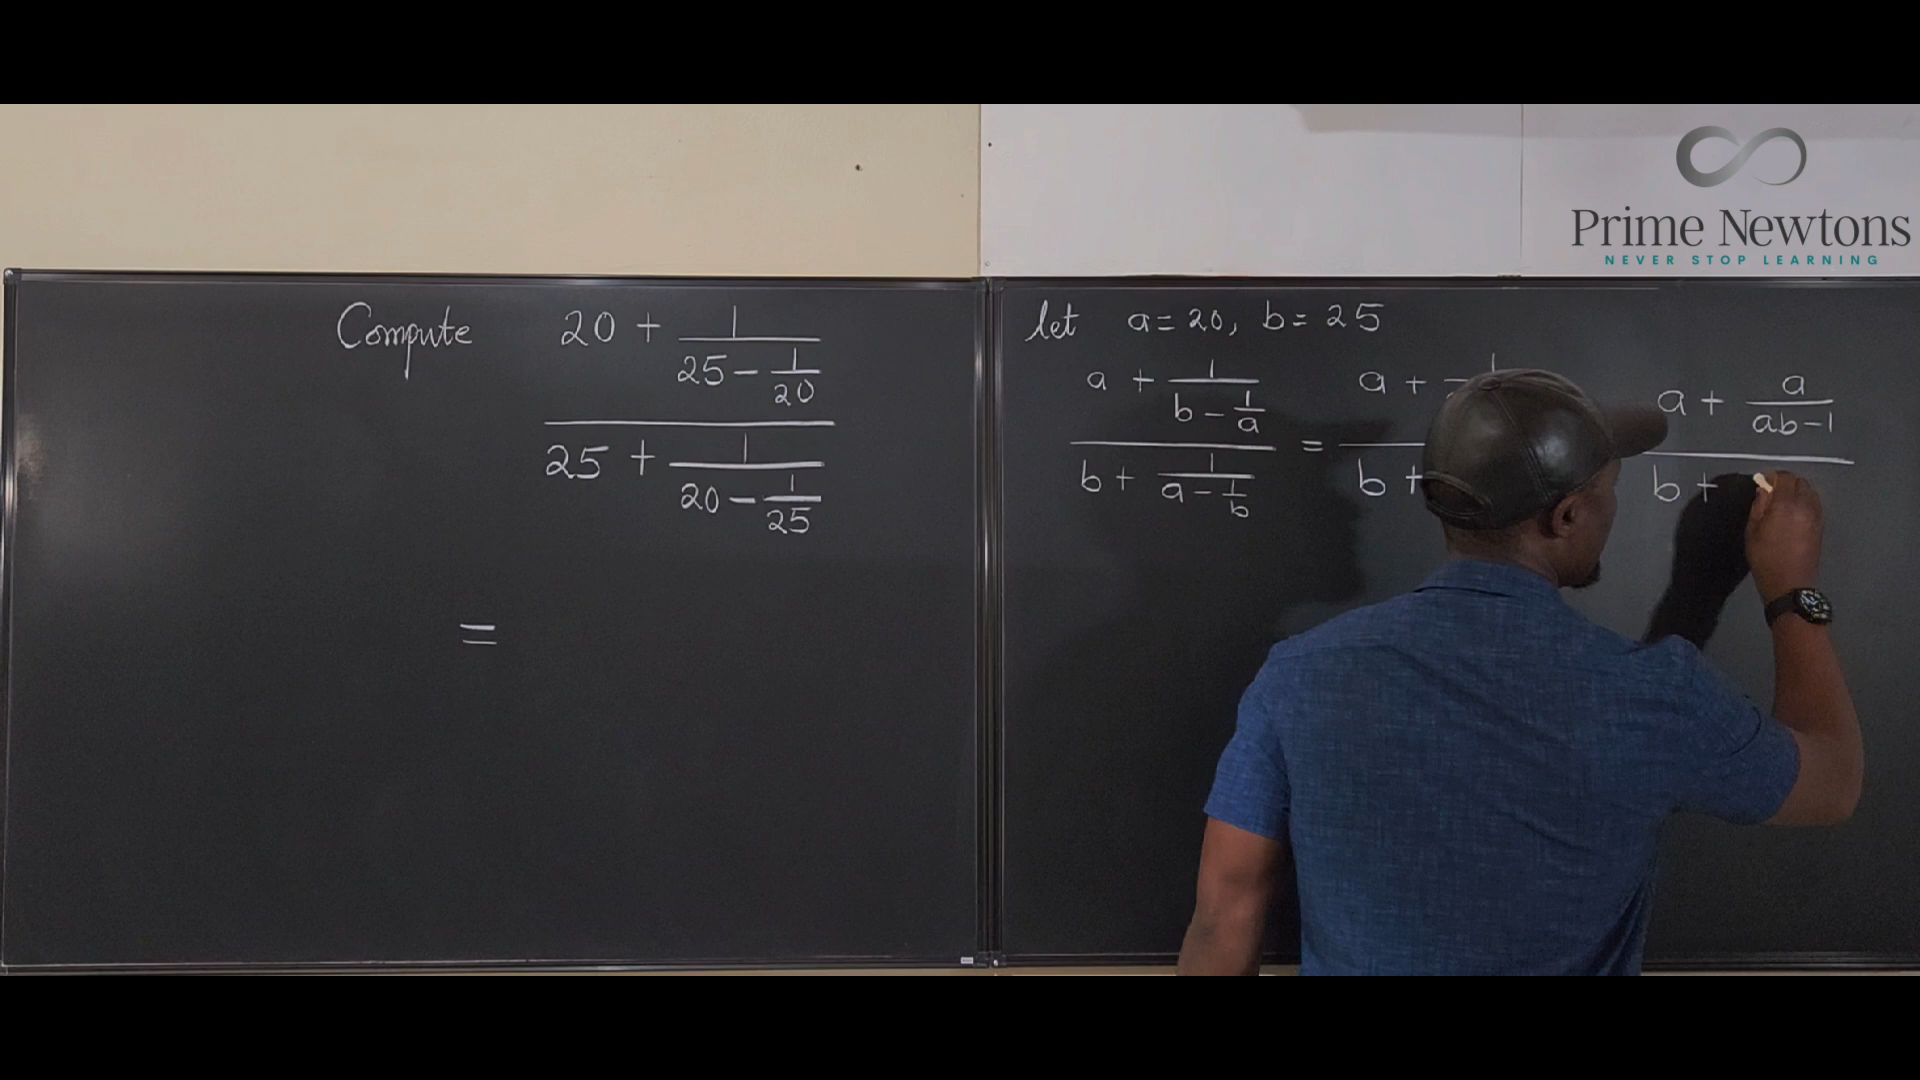 Prime Newtons
NEVER STOP LEARNING
Compute 20 + 1/(25 − 1/20)
25 + 1/(20 − 1/25)
=
let a = 20, b = 25
a + 1/(b − 1/a) = a + 1 a + a/(ab−1)
b + 1/(a − 1/b) b + b +